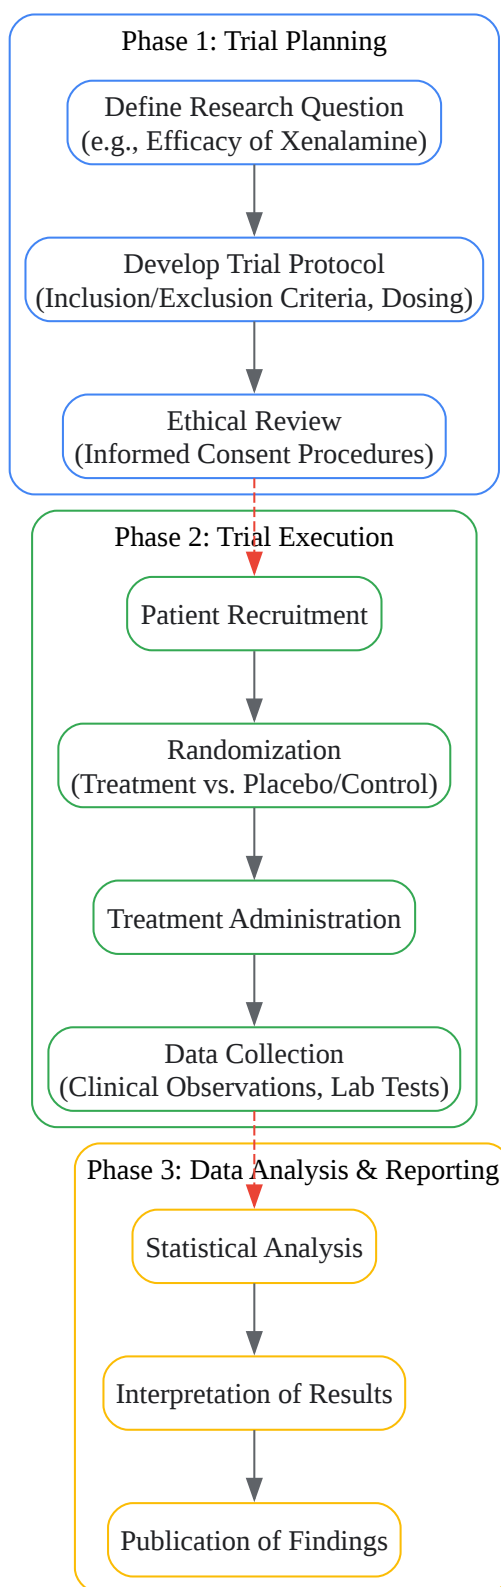 Phase 1: Trial Planning
Define Research Question
(e.g., Efficacy of Xenalamine)
Develop Trial Protocol
(Inclusion/Exclusion Criteria, Dosing)
Ethical Review
(Informed Consent Procedures)
Phase 2: Trial Execution
Patient Recruitment
Randomization
(Treatment vs. Placebo/Control)
Treatment Administration
Data Collection
(Clinical Observations, Lab Tests)
Phase 3: Data Analysis & Reporting
Statistical Analysis
Interpretation of Results
Publication of Findings